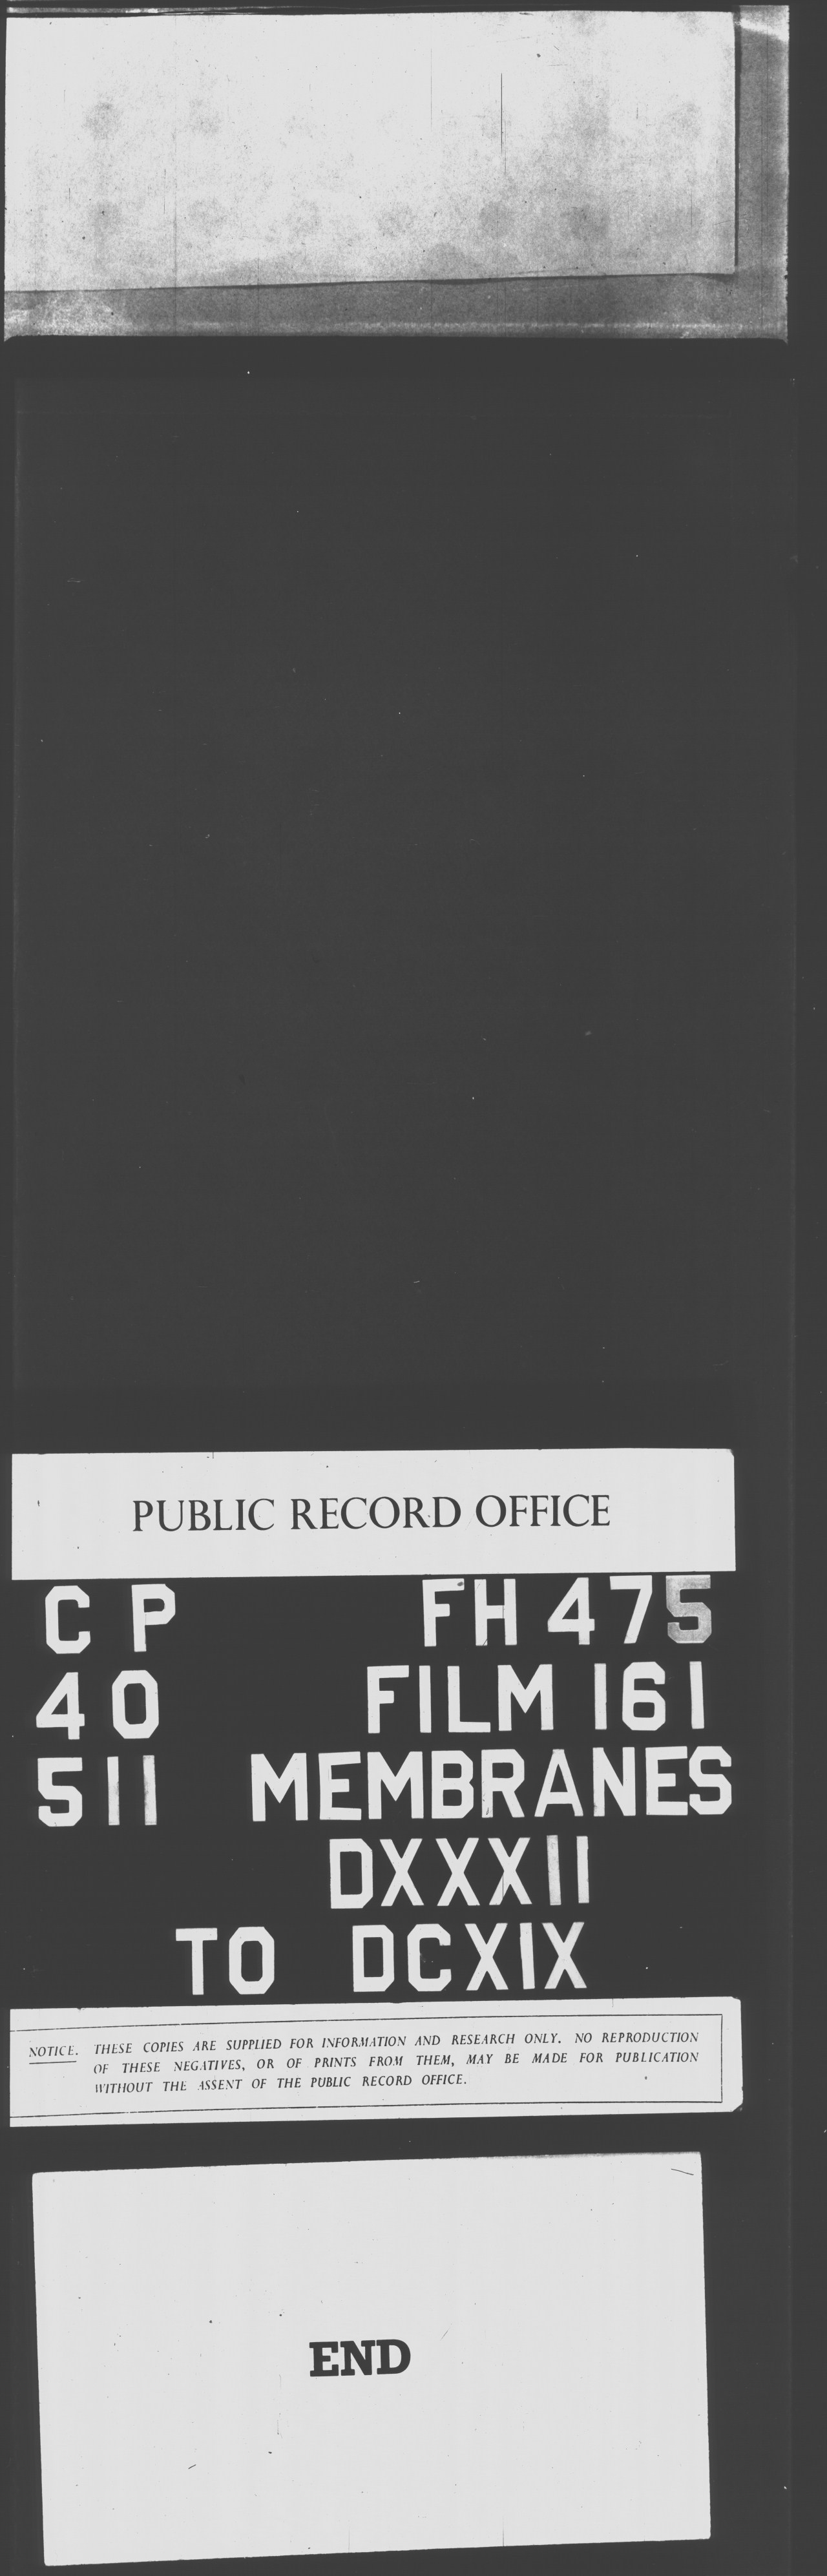 PUBLIC RECORD OFFICE
C P FH 475
40 FILM 161
511 MEMBRANES
DXXXII
TO DCXIX
NOTICE. THESE COPIES ARE SUPPLIED FOR INFORMATION AND RESEARCH ONLY. NO REPRODUCTION
OF THESE NEGATIVES, OR OF PRINTS FROM THEM, MAY BE MADE FOR PUBLICATION
WITHOUT THE ASSENT OF THE PUBLIC RECORD OFFICE.
END